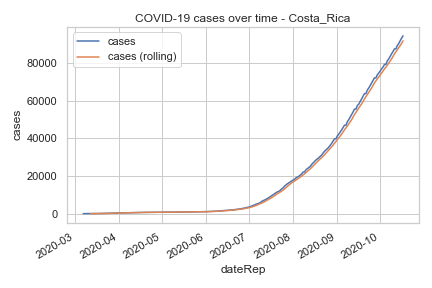 COVID-19 cases over time - Costa_Rica
cases
cases (rolling)
cases
80000
60000
40000
20000
0
2020-03
2020-04
2020-05
2020-06
2020-07
2020-08
2020-09
2020-10
dateRep